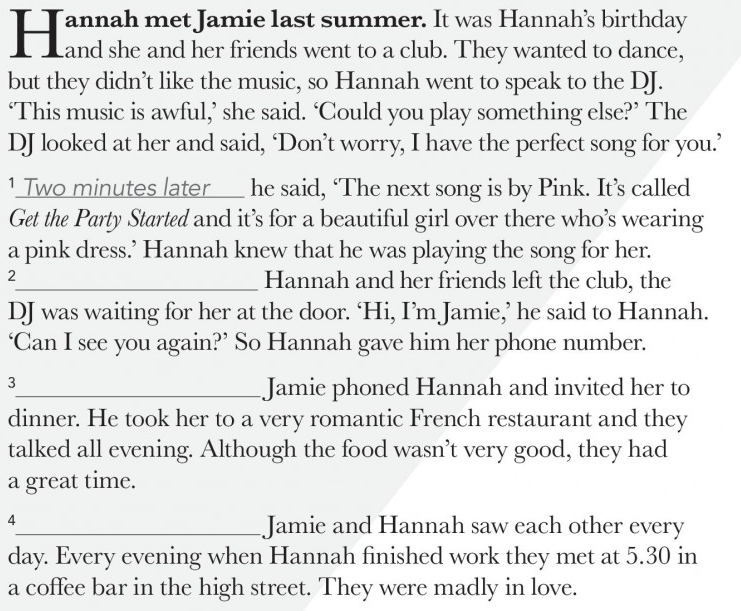 Hannah met Jamie last summer. It was Hannah’s birthday
and she and her friends went to a club. They wanted to dance,
but they didn’t like the music, so Hannah went to speak to the DJ.
‘This music is awful,’ she said. ‘Could you play something else?’ The
DJ looked at her and said, ‘Don’t worry, I have the perfect song for you.’
1 Two minutes later he said, ‘The next song is by Pink. It’s called
Get the Party Started and it’s for a beautiful girl over there who’s wearing
a pink dress.’ Hannah knew that he was playing the song for her.
2 ____________________ Hannah and her friends left the club, the
DJ was waiting for her at the door. ‘Hi, I’m Jamie,’ he said to Hannah.
‘Can I see you again?’ So Hannah gave him her phone number.
3 ____________________ Jamie phoned Hannah and invited her to
dinner. He took her to a very romantic French restaurant and they
talked all evening. Although the food wasn’t very good, they had
a great time.
4 ____________________ Jamie and Hannah saw each other every
day. Every evening when Hannah finished work they met at 5.30 in
a coffee bar in the high street. They were madly in love.